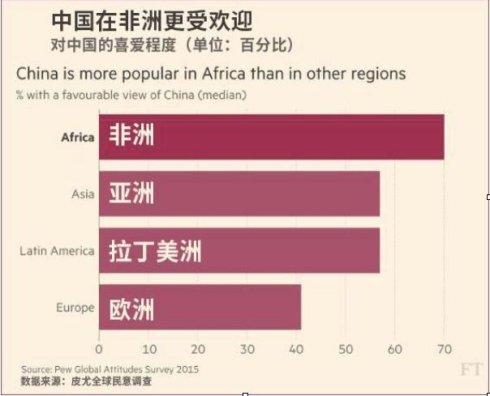 中国在非洲更受欢迎
对中国的喜爱程度（单位：百分比）
China is more popular in Africa than in other regions
% with a favourable view of China (median)
Africa 非洲
Asia 亚洲
Latin America 拉丁美洲
Europe 欧洲
0 10 20 30 40 50 60 70
Source: Pew Global Attitudes Survey 2015
数据来源：皮尤全球民意调查
FT